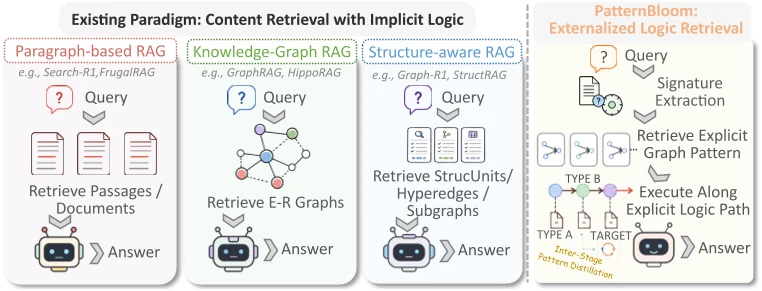 Existing Paradigm: Content Retrieval with Implicit Logic
Paragraph-based RAG
e.g., Search-R1,FrugalRAG
?
Query
Retrieve Passages /
Documents
Answer
Knowledge-Graph RAG
e.g., GraphRAG, HippoRAG
?
Query
Retrieve E-R Graphs
Answer
Structure-aware RAG
e.g., Graph-R1, StructRAG
?
Query
Retrieve StrucUnits/
Hyperedges /
Subgraphs
Answer
PatternBloom:
Externalized Logic Retrieval
?
Query
Signature
Extraction
?
Retrieve Explicit
Graph Pattern
...
TYPE B
Execute Along
Explicit Logic Path
TYPE A
TARGET
Inter-Stage
Pattern Distillation
Answer